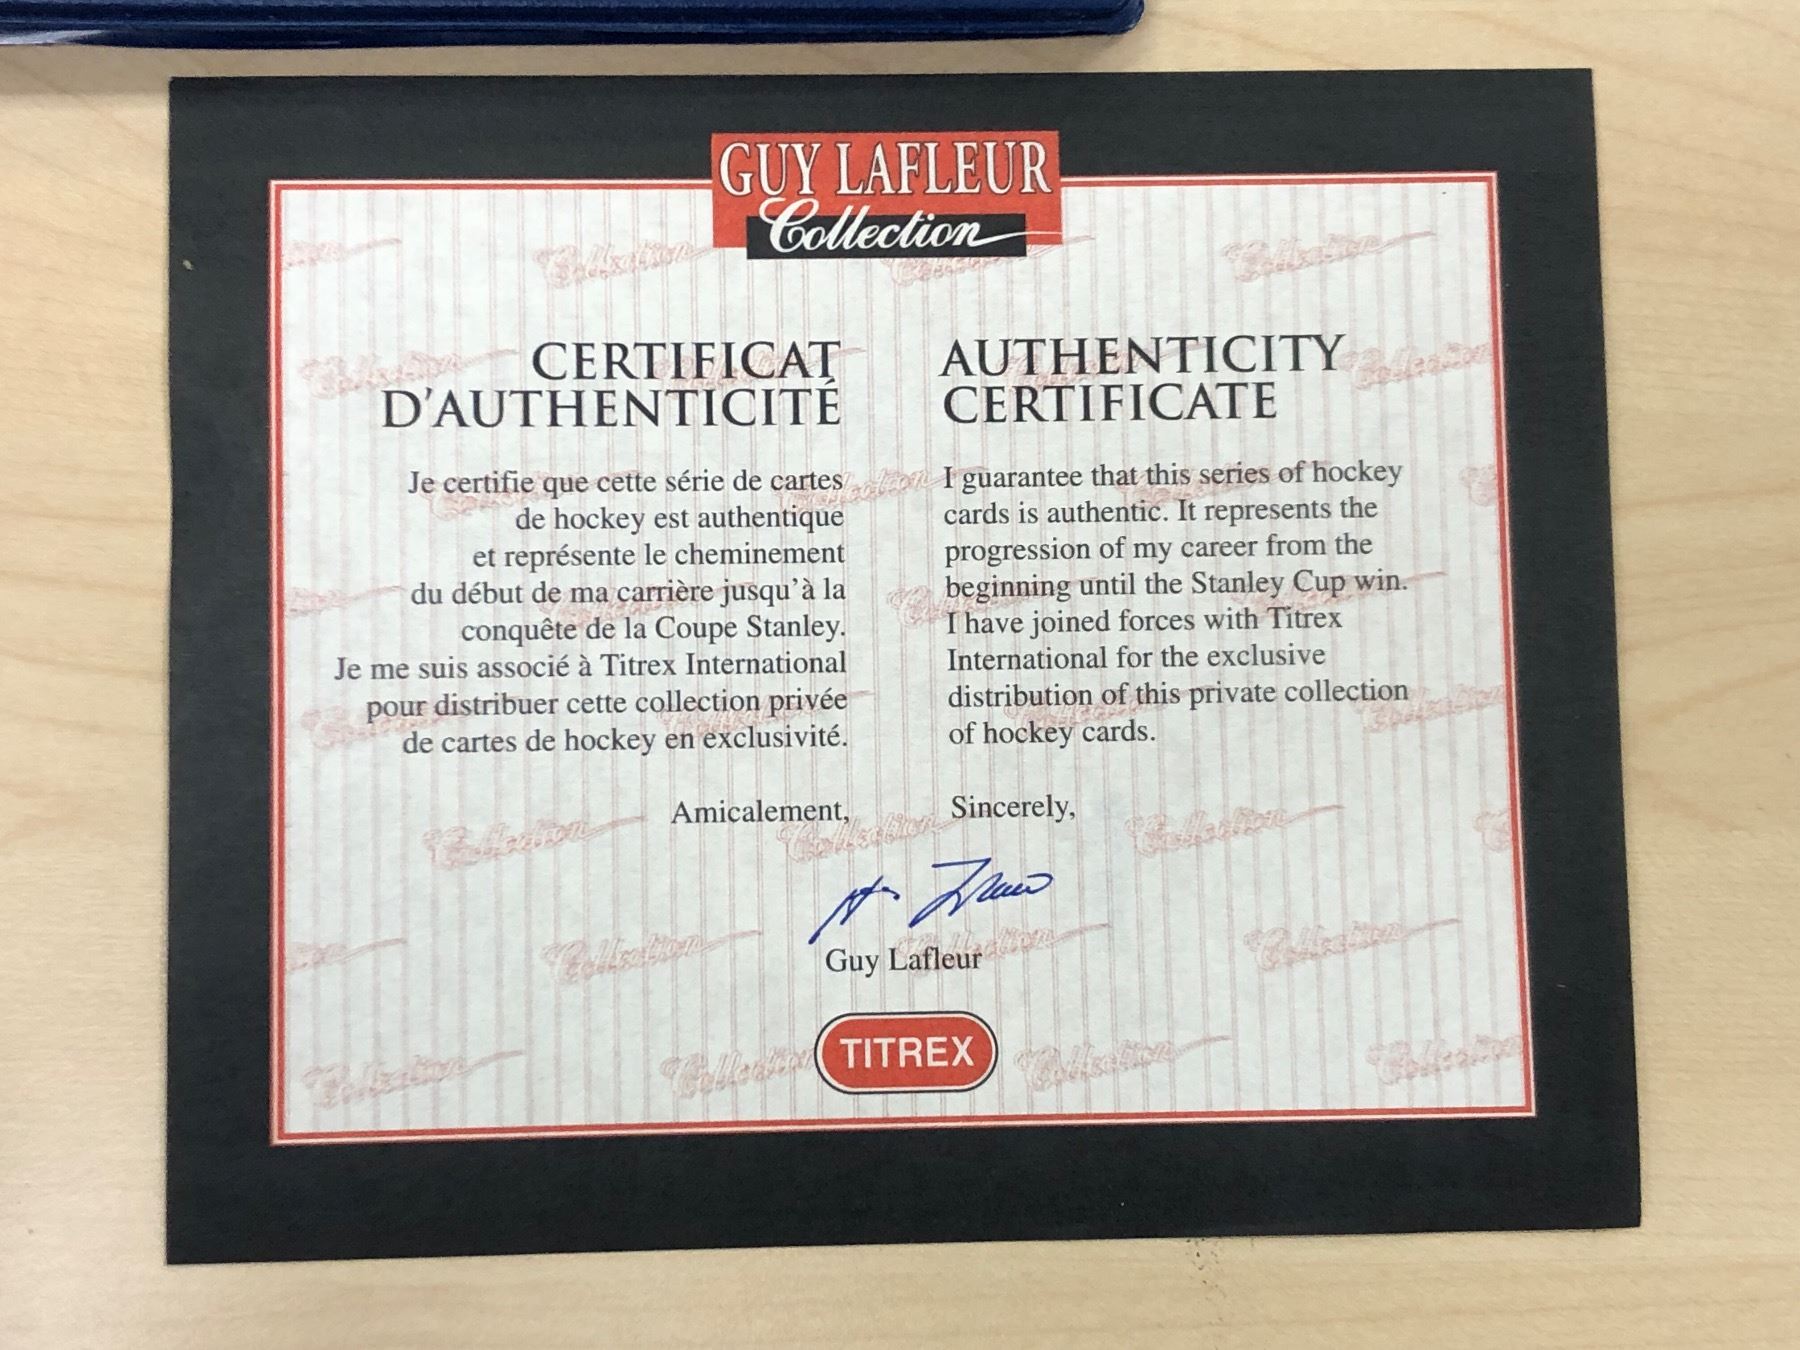 GUY LAFLEUR
Collection
CERTIFICAT
D'AUTHENTICITÉ
Je certifie que cette série de cartes
de hockey est authentique
et représente le cheminement
du début de ma carrière jusqu'à la
conquête de la Coupe Stanley.
Je me suis associé à Titrex International
pour distribuer cette collection privée
de cartes de hockey en exclusivité.
Amicalement,
AUTHENTICITY
CERTIFICATE
I guarantee that this series of hockey
cards is authentic. It represents the
progression of my career from the
beginning until the Stanley Cup win.
I have joined forces with Titrex
International for the exclusive
distribution of this private collection
of hockey cards.
Sincerely,
Guy Lafleur
TITREX